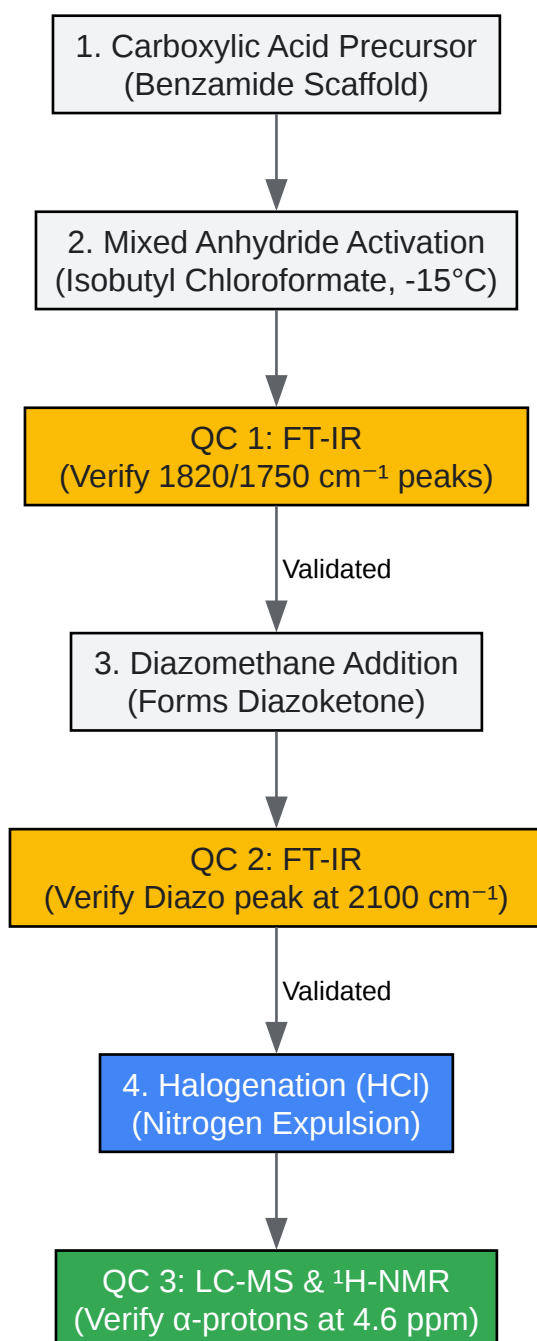 1. Carboxylic Acid Precursor
(Benzamide Scaffold)
2. Mixed Anhydride Activation
(Isobutyl Chloroformate, -15°C)
QC 1: FT-IR
(Verify 1820/1750 cm⁻¹ peaks)
Validated
3. Diazomethane Addition
(Forms Diazoketone)
QC 2: FT-IR
(Verify Diazo peak at 2100 cm⁻¹)
Validated
4. Halogenation (HCl)
(Nitrogen Expulsion)
QC 3: LC-MS & ¹H-NMR
(Verify α-protons at 4.6 ppm)